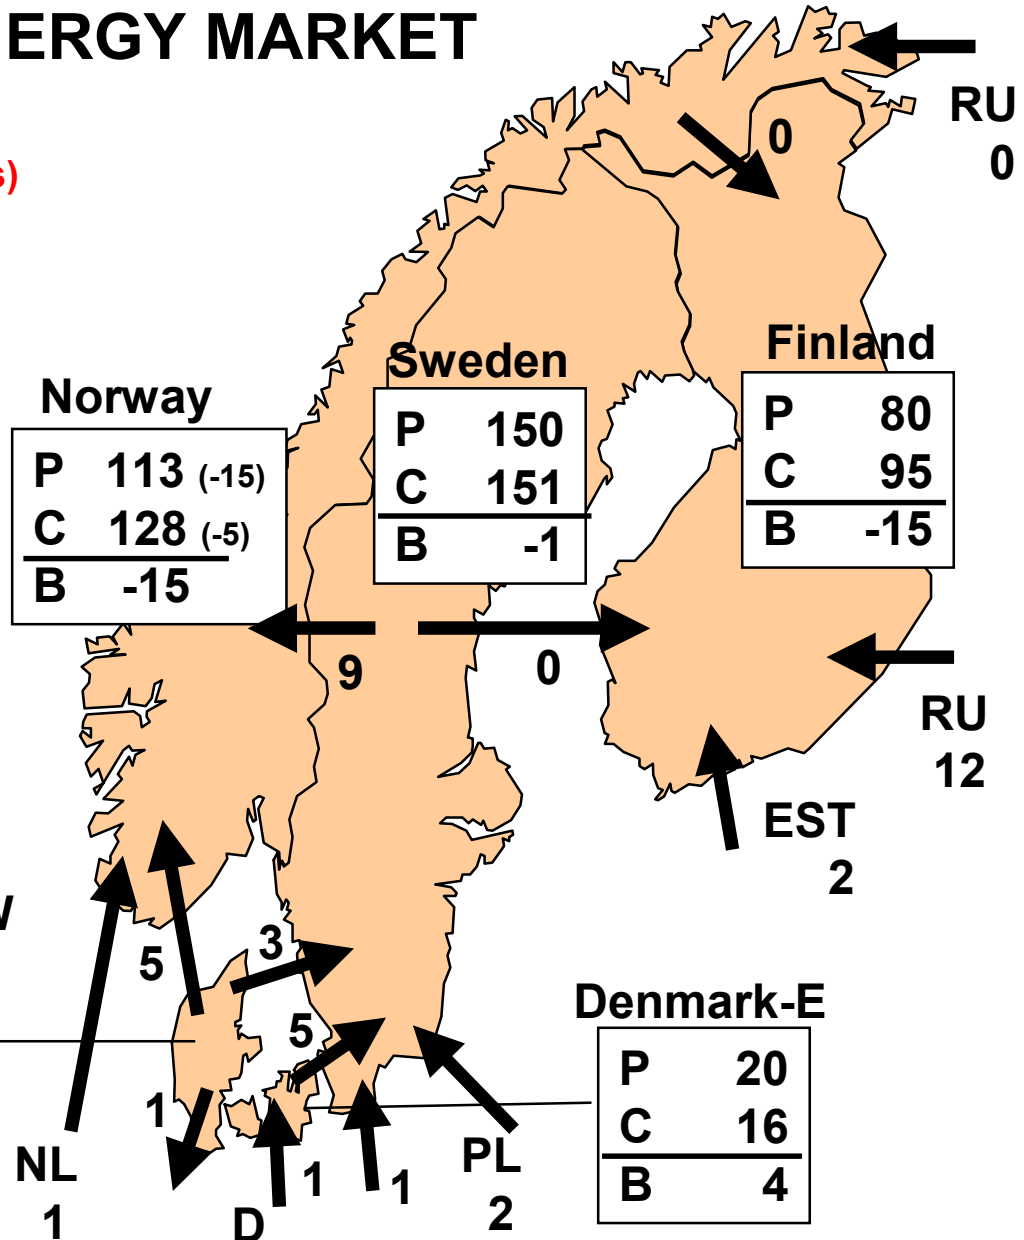 ERGY MARKET
s)
RU
0
0
Finland
P 80
C 95
B -15
Sweden
P 150
C 151
B -1
Norway
P 113 (-15)
C 128 (-5)
B -15
9
0
RU
12
EST
2
5
3
5
Denmark-E
P 20
C 16
B 4
1
NL
1
D
1
1
PL
2